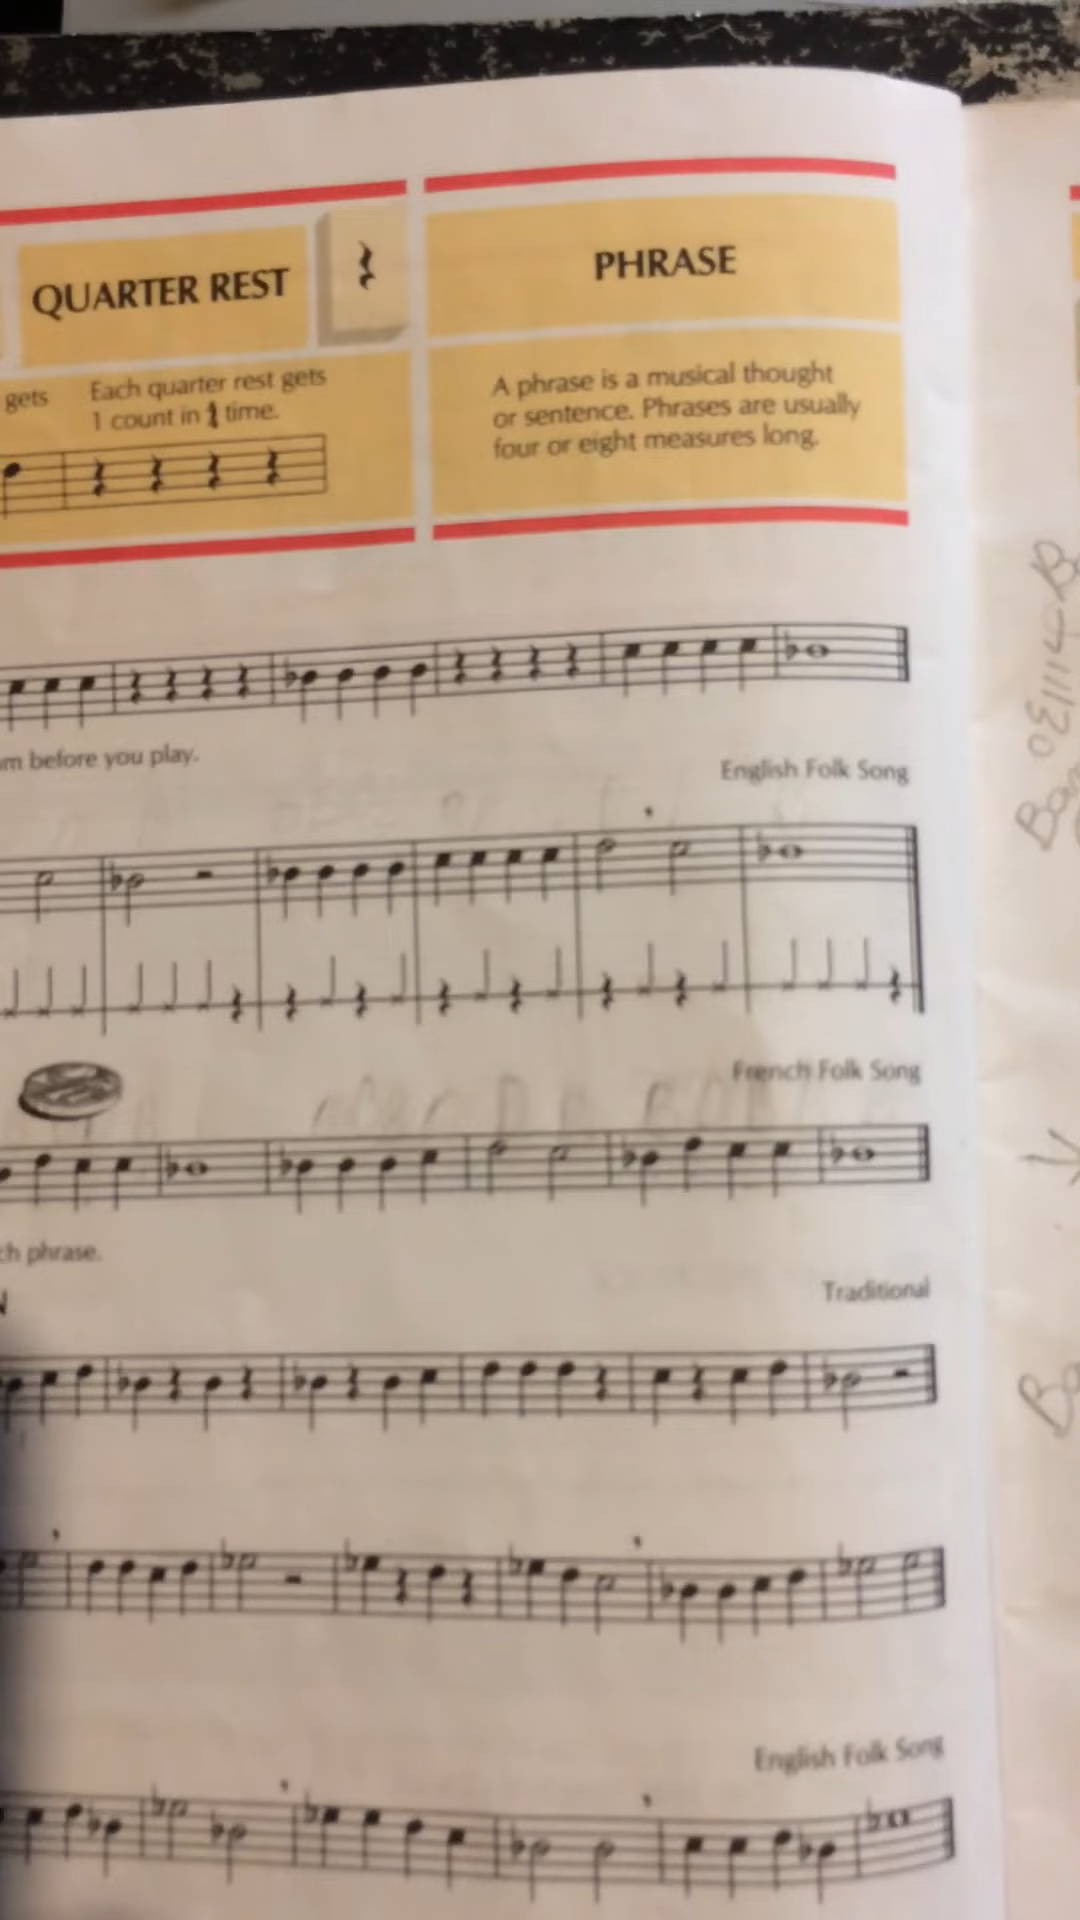 QUARTER REST
PHRASE
gets
Each quarter rest gets
1 count in 4/4 time.
A phrase is a musical thought
or sentence. Phrases are usually
four or eight measures long.
before you play.
English Folk Song
French Folk Song
phrase.
Traditional
English Folk Song